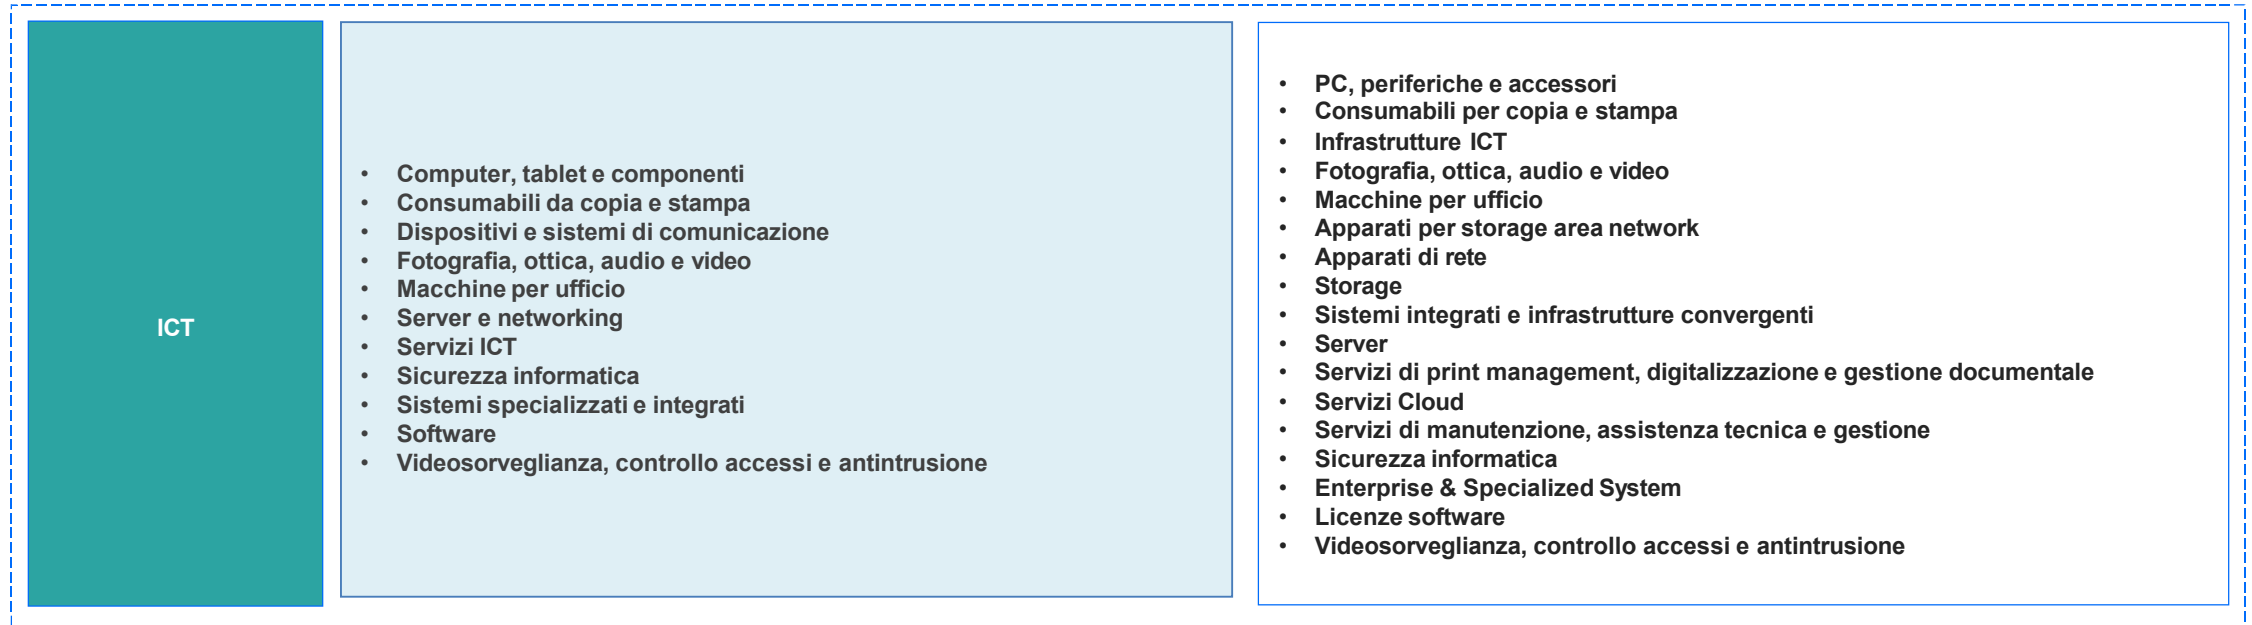 ICT
• Computer, tablet e componenti
• Consumabili da copia e stampa
• Dispositivi e sistemi di comunicazione
• Fotografia, ottica, audio e video
• Macchine per ufficio
• Server e networking
• Servizi ICT
• Sicurezza informatica
• Sistemi specializzati e integrati
• Software
• Videosorveglianza, controllo accessi e antintrusione
• PC, periferiche e accessori
• Consumabili per copia e stampa
• Infrastrutture ICT
• Fotografia, ottica, audio e video
• Macchine per ufficio
• Apparati per storage area network
• Apparati di rete
• Storage
• Sistemi integrati e infrastrutture convergenti
• Server
• Servizi di print management, digitalizzazione e gestione documentale
• Servizi Cloud
• Servizi di manutenzione, assistenza tecnica e gestione
• Sicurezza informatica
• Enterprise & Specialized System
• Licenze software
• Videosorveglianza, controllo accessi e antintrusione